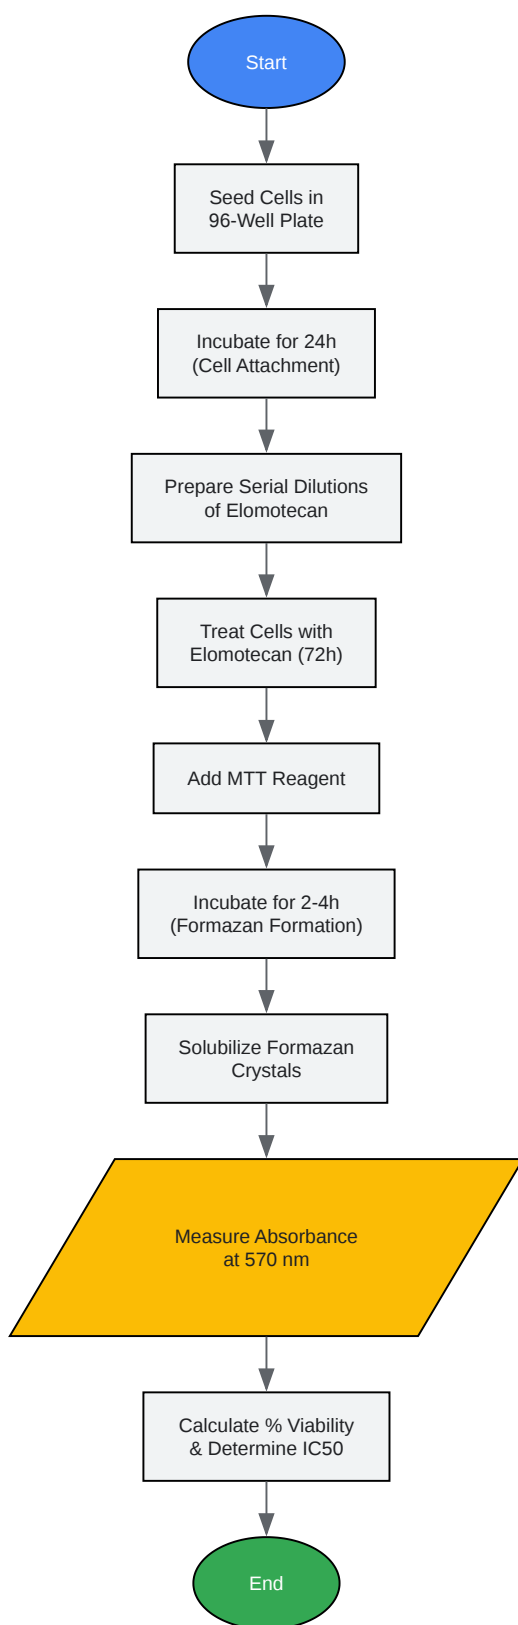 Start
Seed Cells in
96-Well Plate
Incubate for 24h
(Cell Attachment)
Prepare Serial Dilutions
of Elomotecan
Treat Cells with
Elomotecan (72h)
Add MTT Reagent
Incubate for 2-4h
(Formazan Formation)
Solubilize Formazan
Crystals
Measure Absorbance
at 570 nm
Calculate % Viability
& Determine IC50
End